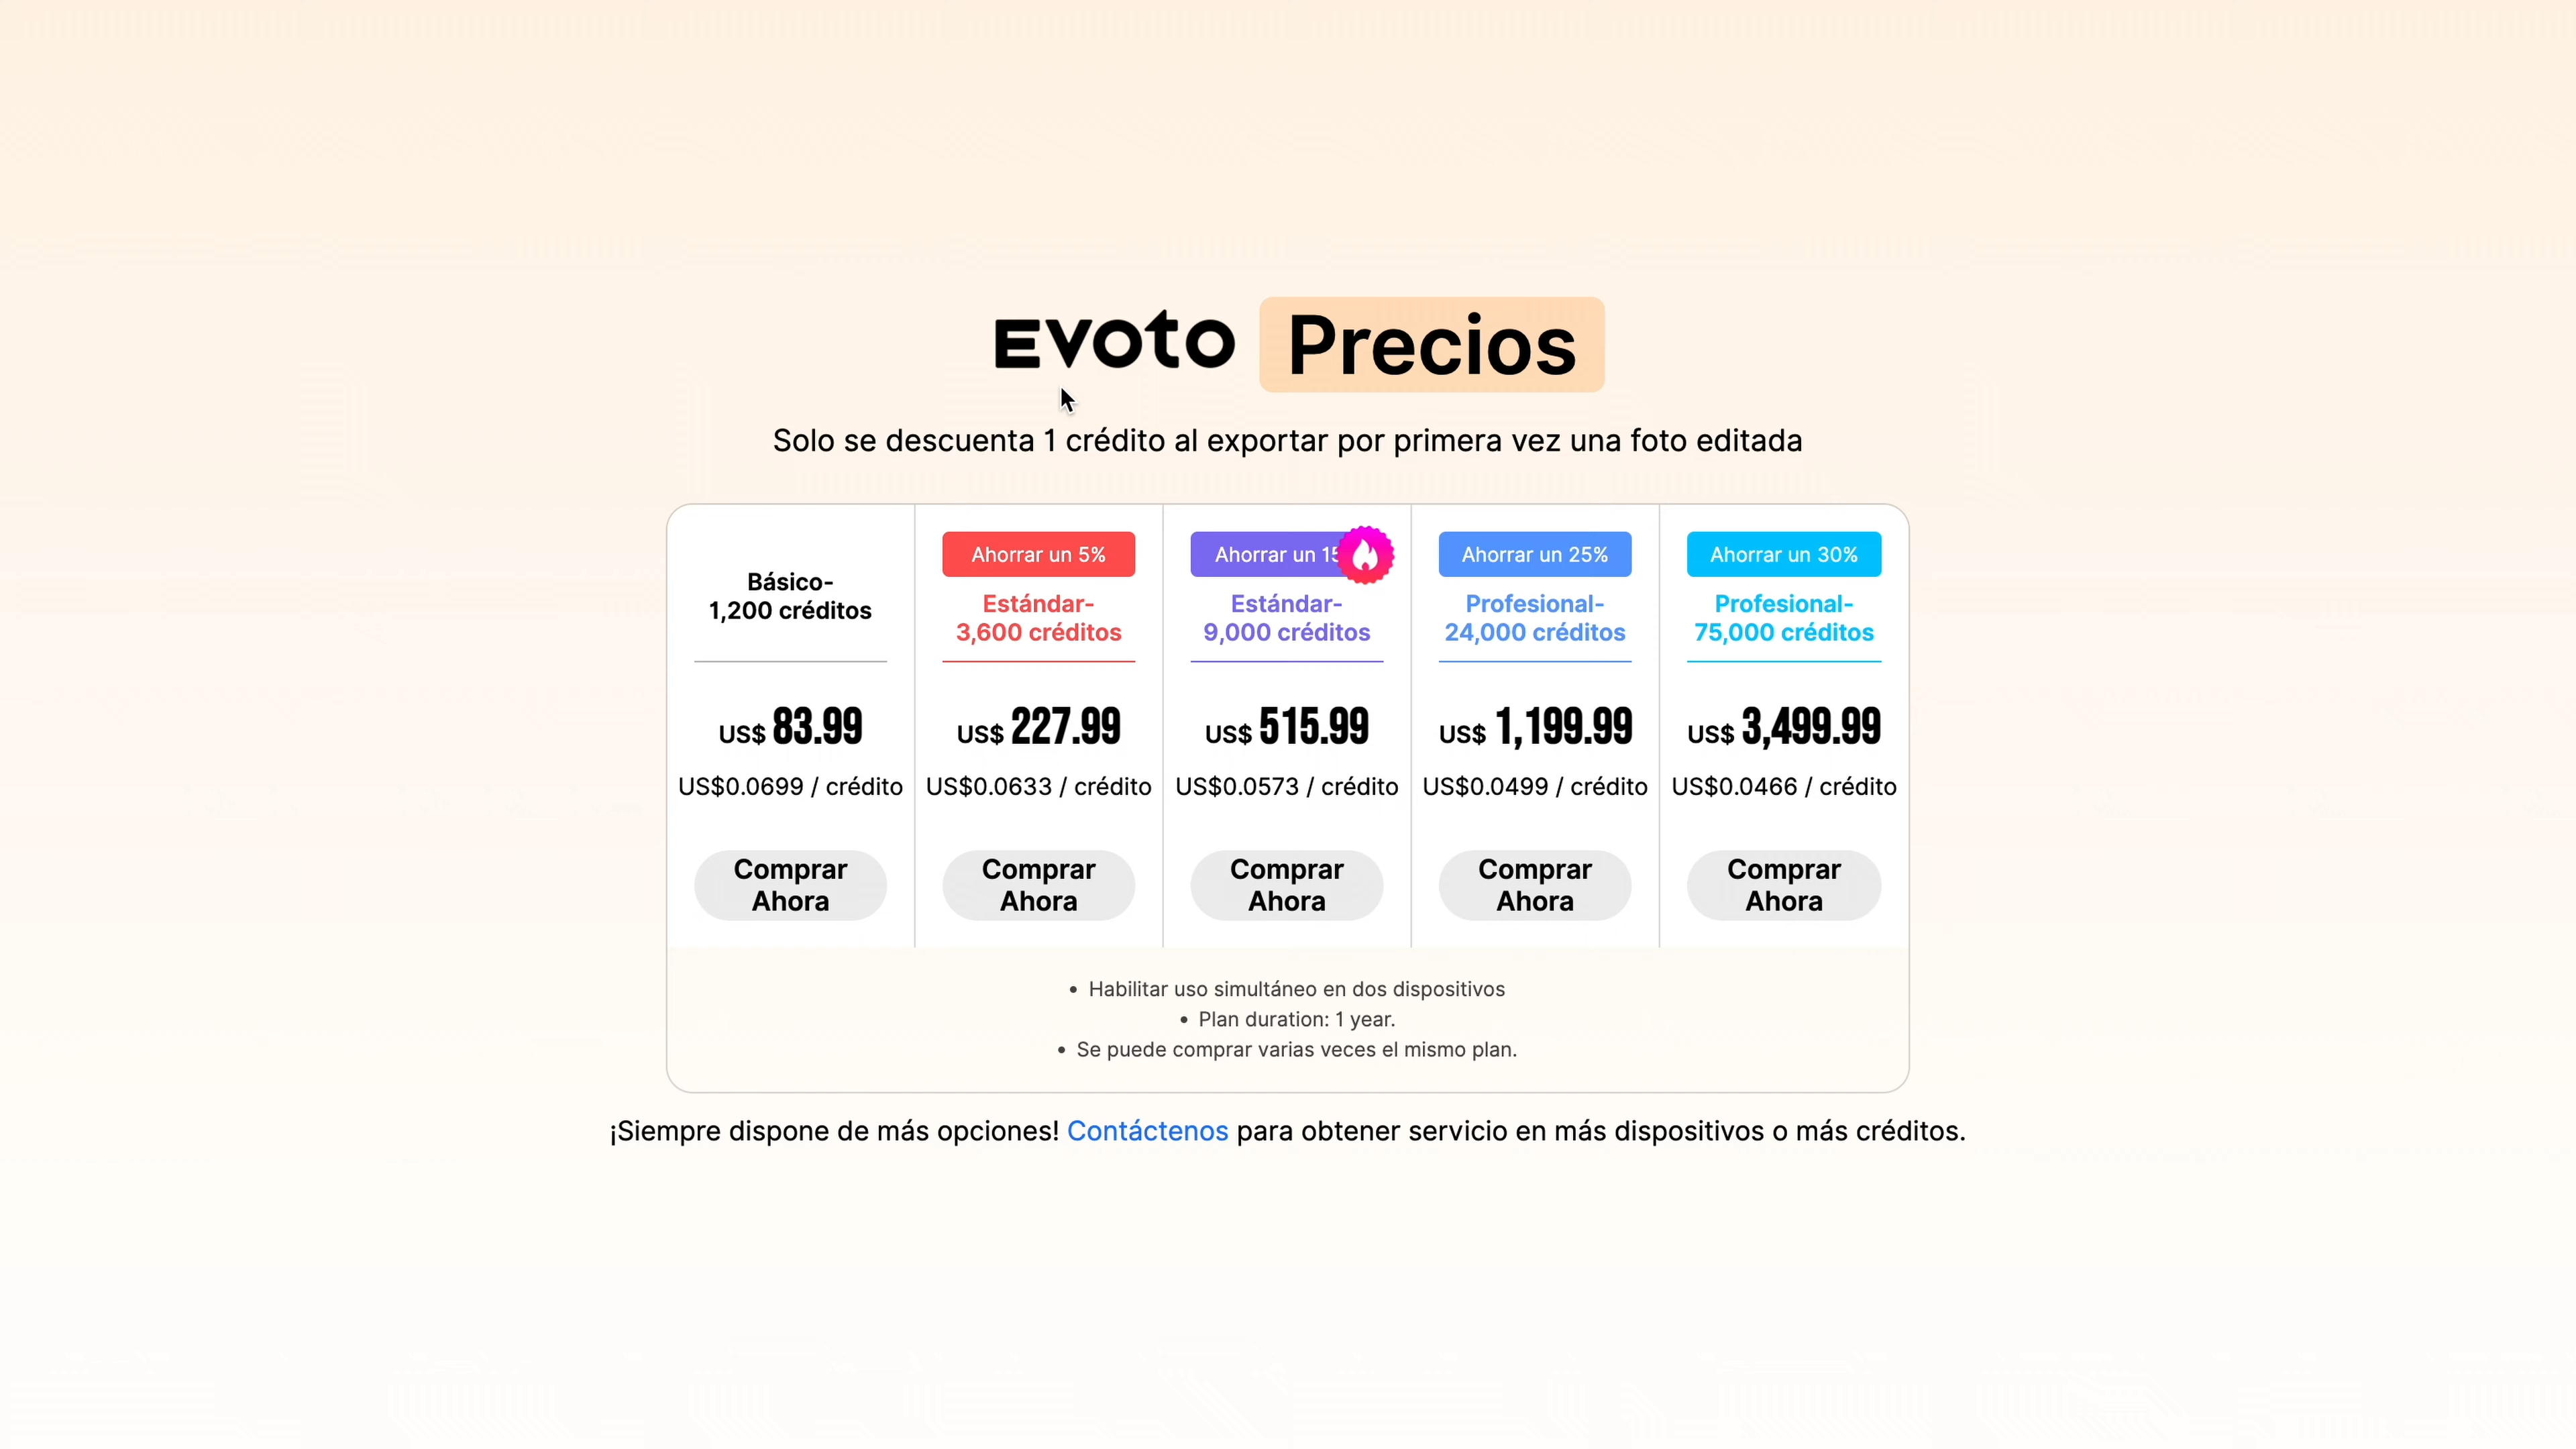 EVOTO Precios
Solo se descuenta 1 crédito al exportar por primera vez una foto editada
Básico-
1,200 créditos
US$ 83.99
US$0.0699 / crédito
Comprar
Ahora
Ahorrar un 5%
Estándar-
3,600 créditos
US$ 227.99
US$0.0633 / crédito
Comprar
Ahora
Ahorrar un
Estándar-
9,000 créditos
US$ 515.99
US$0.0573 / crédito
Comprar
Ahora
Ahorrar un 25%
Profesional-
24,000 créditos
US$ 1,199.99
US$0.0499 / crédito
Comprar
Ahora
Ahorrar un 30%
Profesional-
75,000 créditos
US$ 3,499.99
US$0.0466 / crédito
Comprar
Ahora
• Habilitar uso simultáneo en dos dispositivos
• Plan duration: 1 year.
• Se puede comprar varias veces el mismo plan.
¡Siempre dispone de más opciones! Contáctenos para obtener servicio en más dispositivos o más créditos.